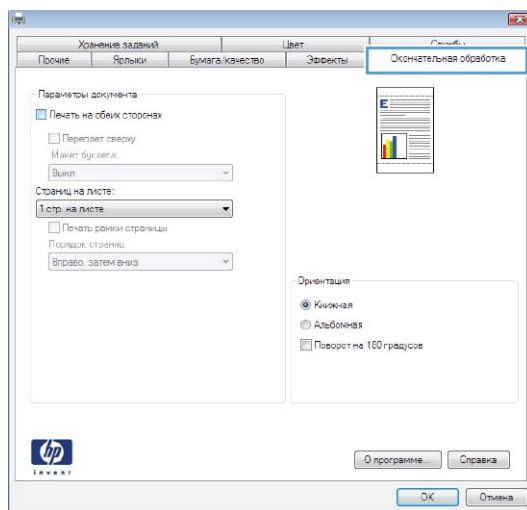 Хранение заданий
Цвет
Службы
Прочие
Ярлыки
Бумага/качество
Эффекты
Окончательная обработка
Параметры документа
Печать на обеих сторонах
Переплет сверху
Макет буклета:
Выкл.
Страниц на листе:
1 стр. на листе
Печать рамки страницы
Порядок страниц:
Вправо, затем вниз
E
Ориентация
Книжная
Альбомная
Поворот на 180 градусов
hp
invent
О программе...
Справка
OK
Отмена